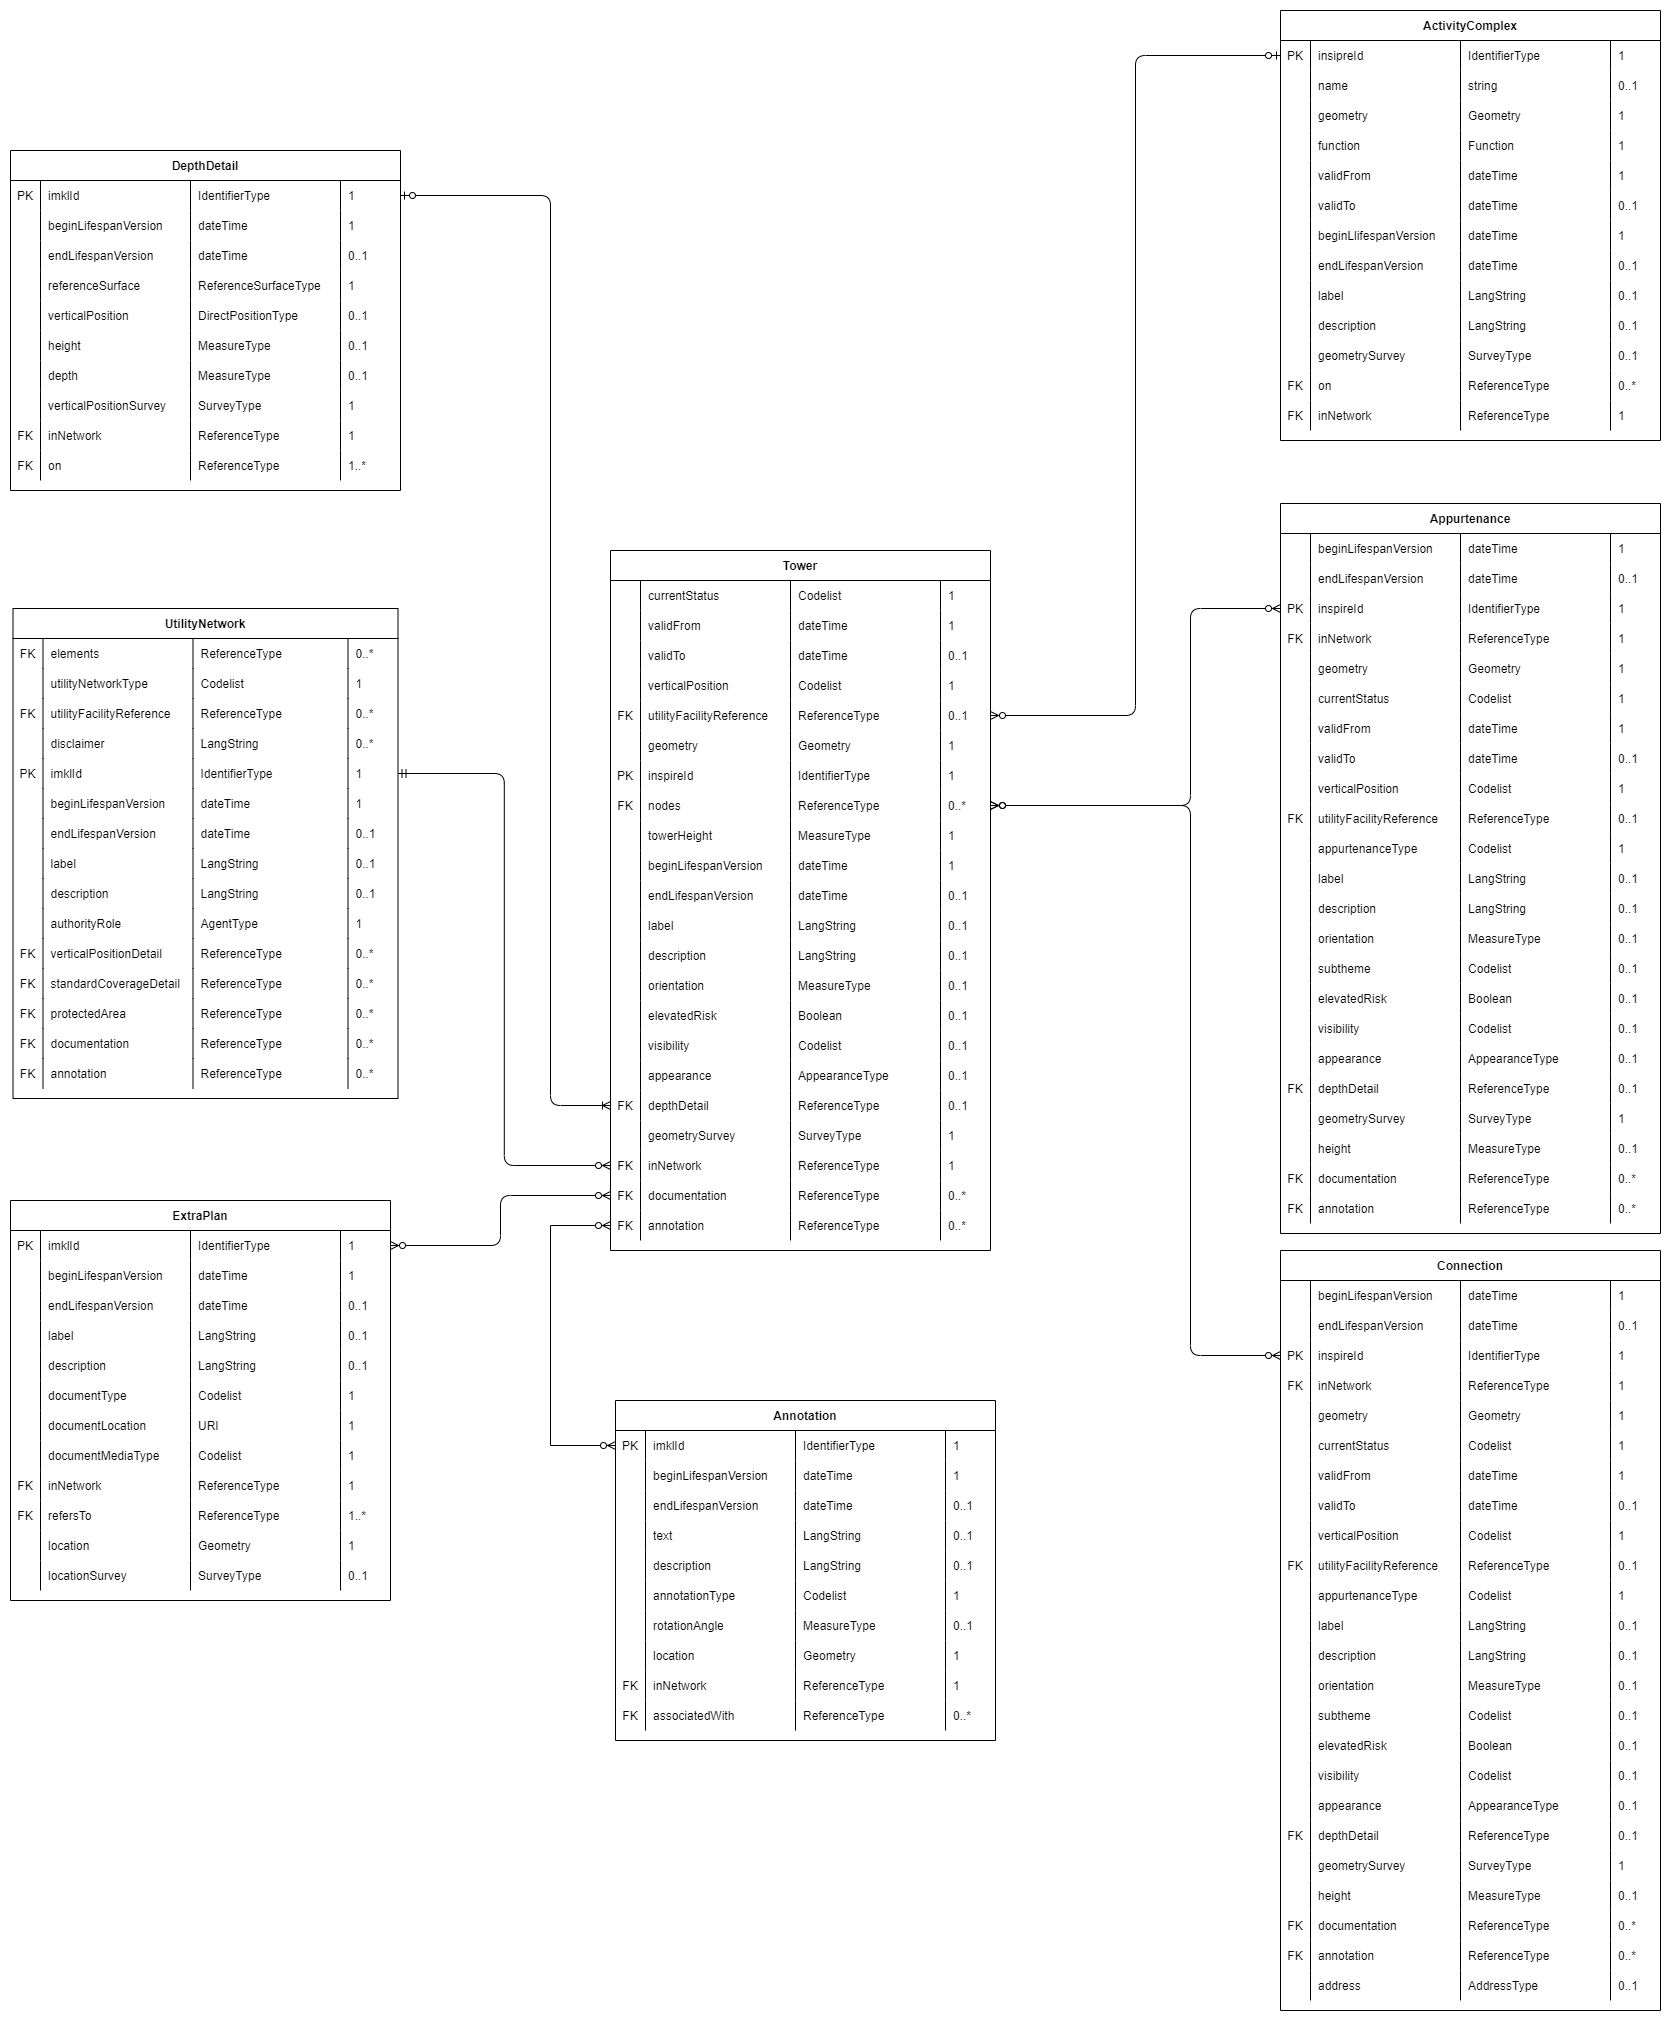 ActivityComplex
PK insipreId IdentifierType 1
name string 0..1
geometry Geometry 1
function Function 1
validFrom dateTime 1
validTo dateTime 0..1
beginLlifespanVersion dateTime 1
endLifespanVersion dateTime 0..1
label LangString 0..1
description LangString 0..1
geometrySurvey SurveyType 0..1
FK on ReferenceType 0..*
FK inNetwork ReferenceType 1
DepthDetail
PK imklId IdentifierType 1
beginLifespanVersion dateTime 1
endLifespanVersion dateTime 0..1
referenceSurface ReferenceSurfaceType 1
verticalPosition DirectPositionType 0..1
height MeasureType 0..1
depth MeasureType 0..1
verticalPositionSurvey SurveyType 1
FK inNetwork ReferenceType 1
FK on ReferenceType 1..*
UtilityNetwork
FK elements ReferenceType 0..*
utilityNetworkType Codelist 1
FK utilityFacilityReference ReferenceType 0..*
disclaimer LangString 0..*
PK imklId IdentifierType 1
beginLifespanVersion dateTime 1
endLifespanVersion dateTime 0..1
label LangString 0..1
description LangString 0..1
authorityRole AgentType 1
FK verticalPositionDetail ReferenceType 0..*
FK standardCoverageDetail ReferenceType 0..*
FK protectedArea ReferenceType 0..*
FK documentation ReferenceType 0..*
FK annotation ReferenceType 0..*
Tower
currentStatus Codelist 1
validFrom dateTime 1
validTo dateTime 0..1
verticalPosition Codelist 1
FK utilityFacilityReference ReferenceType 0..1
geometry Geometry 1
PK inspireId IdentifierType 1
FK nodes ReferenceType 0..*
towerHeight MeasureType 1
beginLifespanVersion dateTime 1
endLifespanVersion dateTime 0..1
label LangString 0..1
description LangString 0..1
orientation MeasureType 0..1
elevatedRisk Boolean 0..1
visibility Codelist 0..1
appearance AppearanceType 0..1
FK depthDetail ReferenceType 0..1
geometrySurvey SurveyType 1
FK inNetwork ReferenceType 1
FK documentation ReferenceType 0..*
FK annotation ReferenceType 0..*
Appurtenance
beginLifespanVersion dateTime 1
endLifespanVersion dateTime 0..1
PK inspireId IdentifierType 1
FK inNetwork ReferenceType 1
geometry Geometry 1
currentStatus Codelist 1
validFrom dateTime 1
validTo dateTime 0..1
verticalPosition Codelist 1
FK utilityFacilityReference ReferenceType 0..1
appurtenanceType Codelist 1
label LangString 0..1
description LangString 0..1
orientation MeasureType 0..1
subtheme Codelist 0..1
elevatedRisk Boolean 0..1
visibility Codelist 0..1
appearance AppearanceType 0..1
FK depthDetail ReferenceType 0..1
geometrySurvey SurveyType 1
height MeasureType 0..1
FK documentation ReferenceType 0..*
FK annotation ReferenceType 0..*
ExtraPlan
PK imklId IdentifierType 1
beginLifespanVersion dateTime 1
endLifespanVersion dateTime 0..1
label LangString 0..1
description LangString 0..1
documentType Codelist 1
documentLocation URI 1
documentMediaType Codelist 1
FK inNetwork ReferenceType 1
FK refersTo ReferenceType 1..*
location Geometry 1
locationSurvey SurveyType 0..1
Annotation
PK imklId IdentifierType 1
beginLifespanVersion dateTime 1
endLifespanVersion dateTime 0..1
text LangString 0..1
description LangString 0..1
annotationType Codelist 1
rotationAngle MeasureType 0..1
location Geometry 1
FK inNetwork ReferenceType 1
FK associatedWith ReferenceType 0..*
Connection
beginLifespanVersion dateTime 1
endLifespanVersion dateTime 0..1
PK inspireId IdentifierType 1
FK inNetwork ReferenceType 1
geometry Geometry 1
currentStatus Codelist 1
validFrom dateTime 1
validTo dateTime 0..1
verticalPosition Codelist 1
FK utilityFacilityReference ReferenceType 0..1
appurtenanceType Codelist 1
label LangString 0..1
description LangString 0..1
orientation MeasureType 0..1
subtheme Codelist 0..1
elevatedRisk Boolean 0..1
visibility Codelist 0..1
appearance AppearanceType 0..1
FK depthDetail ReferenceType 0..1
geometrySurvey SurveyType 1
height MeasureType 0..1
FK documentation ReferenceType 0..*
FK annotation ReferenceType 0..*
address AddressType 0..1